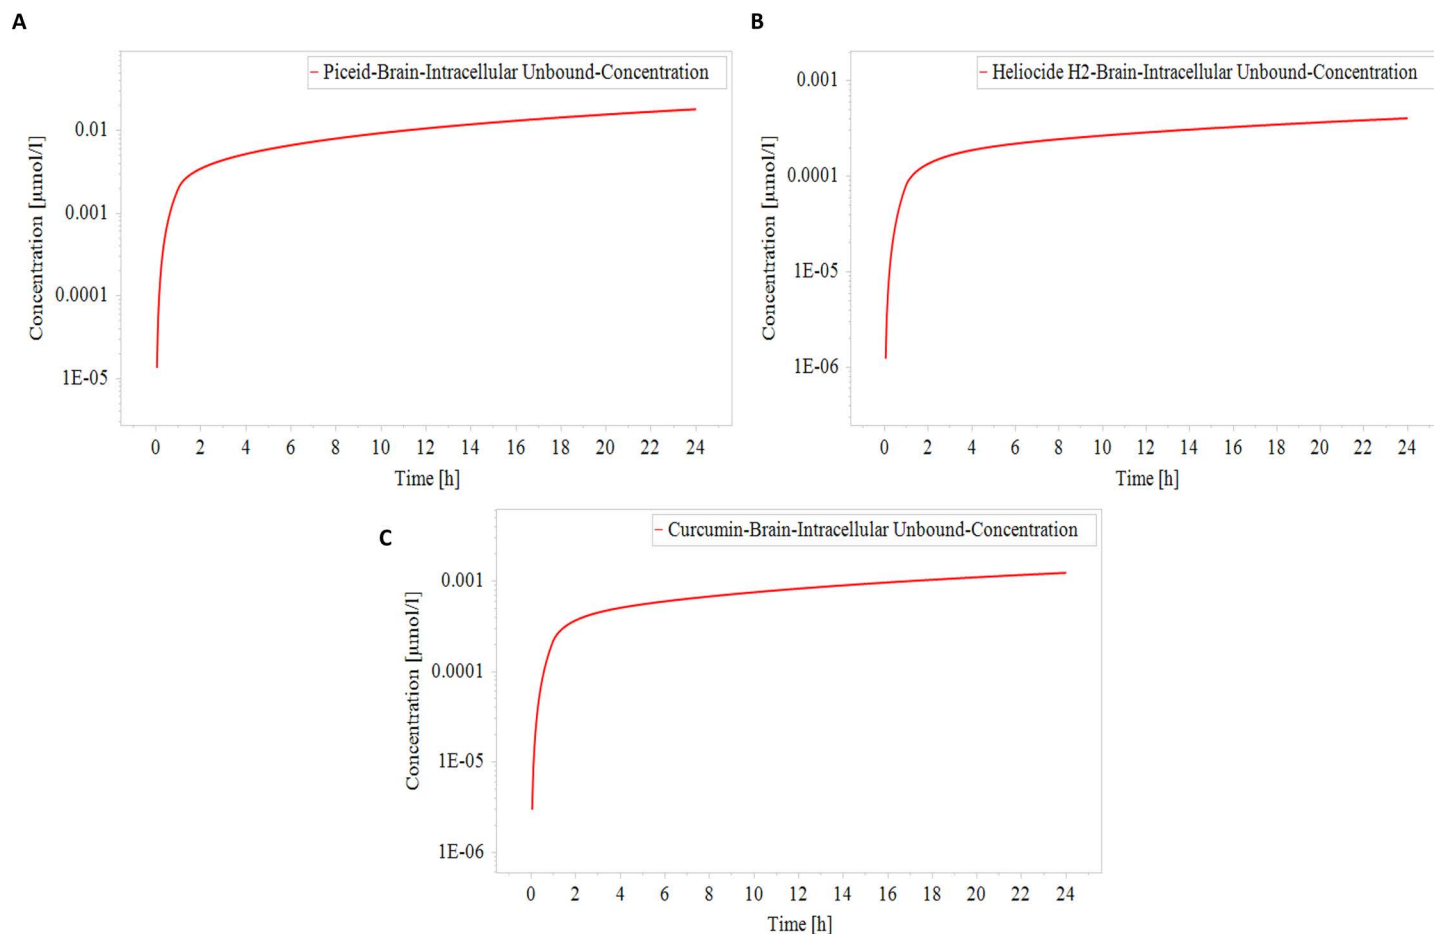 A
Piceid-Brain-Intracellular Unbound-Concentration
Concentration [µmol/l]
0.01
0.001
0.0001
1E-05
0 2 4 6 8 10 12 14 16 18 20 22 24
Time [h]
B
Heliocide H2-Brain-Intracellular Unbound-Concentration
Concentration [µmol/l]
0.001
0.0001
1E-05
1E-06
0 2 4 6 8 10 12 14 16 18 20 22 24
Time [h]
C
Curcumin-Brain-Intracellular Unbound-Concentration
Concentration [µmol/l]
0.001
0.0001
1E-05
1E-06
0 2 4 6 8 10 12 14 16 18 20 22 24
Time [h]